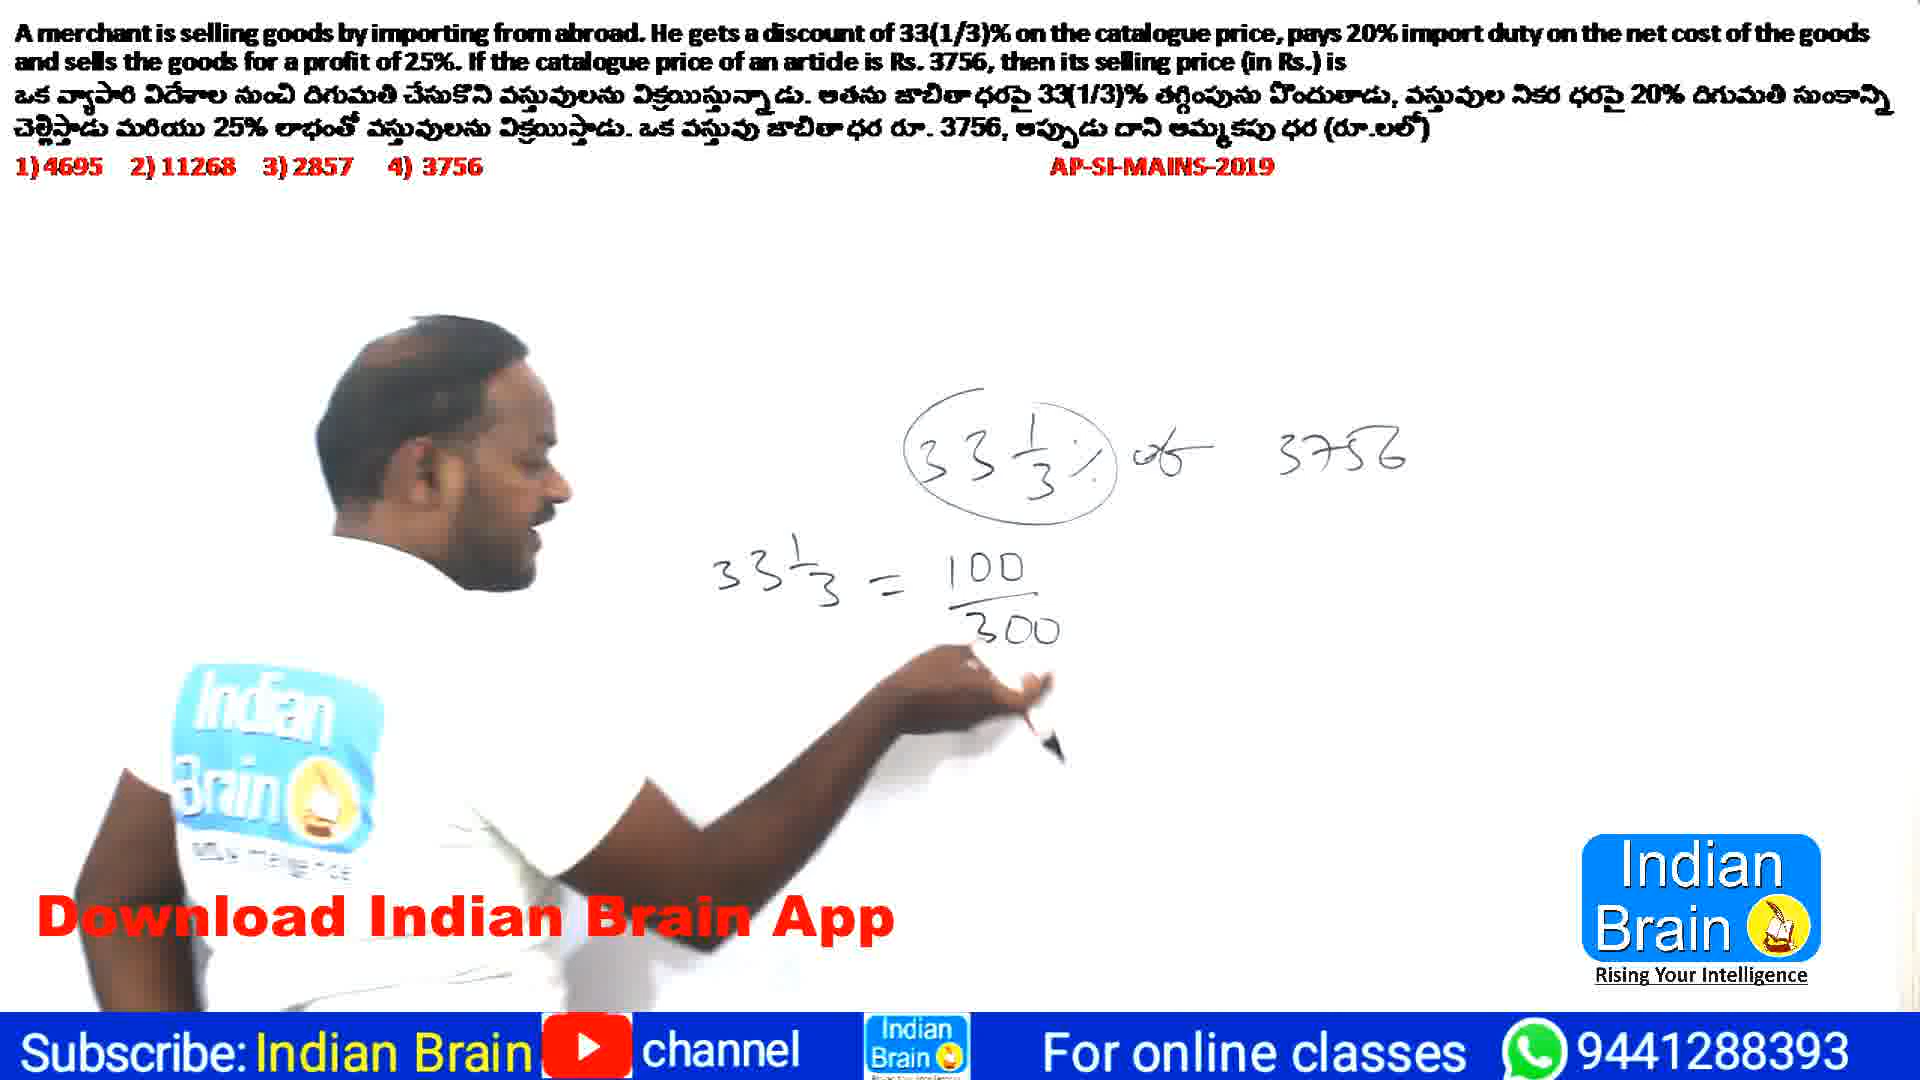 A merchant is selling goods by importing from abroad. He gets a discount of 33(1/3)% on the catalogue price, pays 20% import duty on the net cost of the goods
and sells the goods for a profit of 25%. If the catalogue price of an article is Rs. 3756, then its selling price (in Rs.) is
ఒక వ్యాపారి విదేశాల నుంచి దిగుమతి చేసుకొని వస్తువులను విక్రయిస్తున్నాడు. అతను జాబితా ధరపై 33(1/3)% తగ్గింపును పొందుతాడు, వస్తువుల నికర ధరపై 20% దిగుమతి సుంకాన్ని
చెల్లిస్తాడు మరియు 25% లాభంతో వస్తువులను విక్రయిస్తాడు. ఒక వస్తువు జాబితా ధర రూ. 3756, అప్పుడు దాని అమ్మకపు ధర (రూ.లలో)
1) 4695 2) 11268 3) 2857 4) 3756 AP-SI-MAINS-2019
33 1/3 % of 3756
33 1/3 = 100/300
Indian
Brain
Download Indian Brain App
Indian
Brain
Rising Your Intelligence
Subscribe: Indian Brain channel Indian Brain For online classes 9441288393